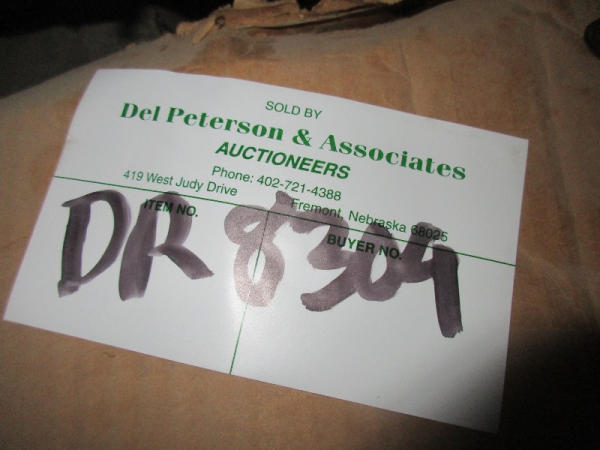 SOLD BY
Del Peterson & Associates
AUCTIONEERS
Phone: 402-721-4388
419 West Judy Drive Fremont, Nebraska 68025
ITEM NO. BUYER NO.
DR 8309